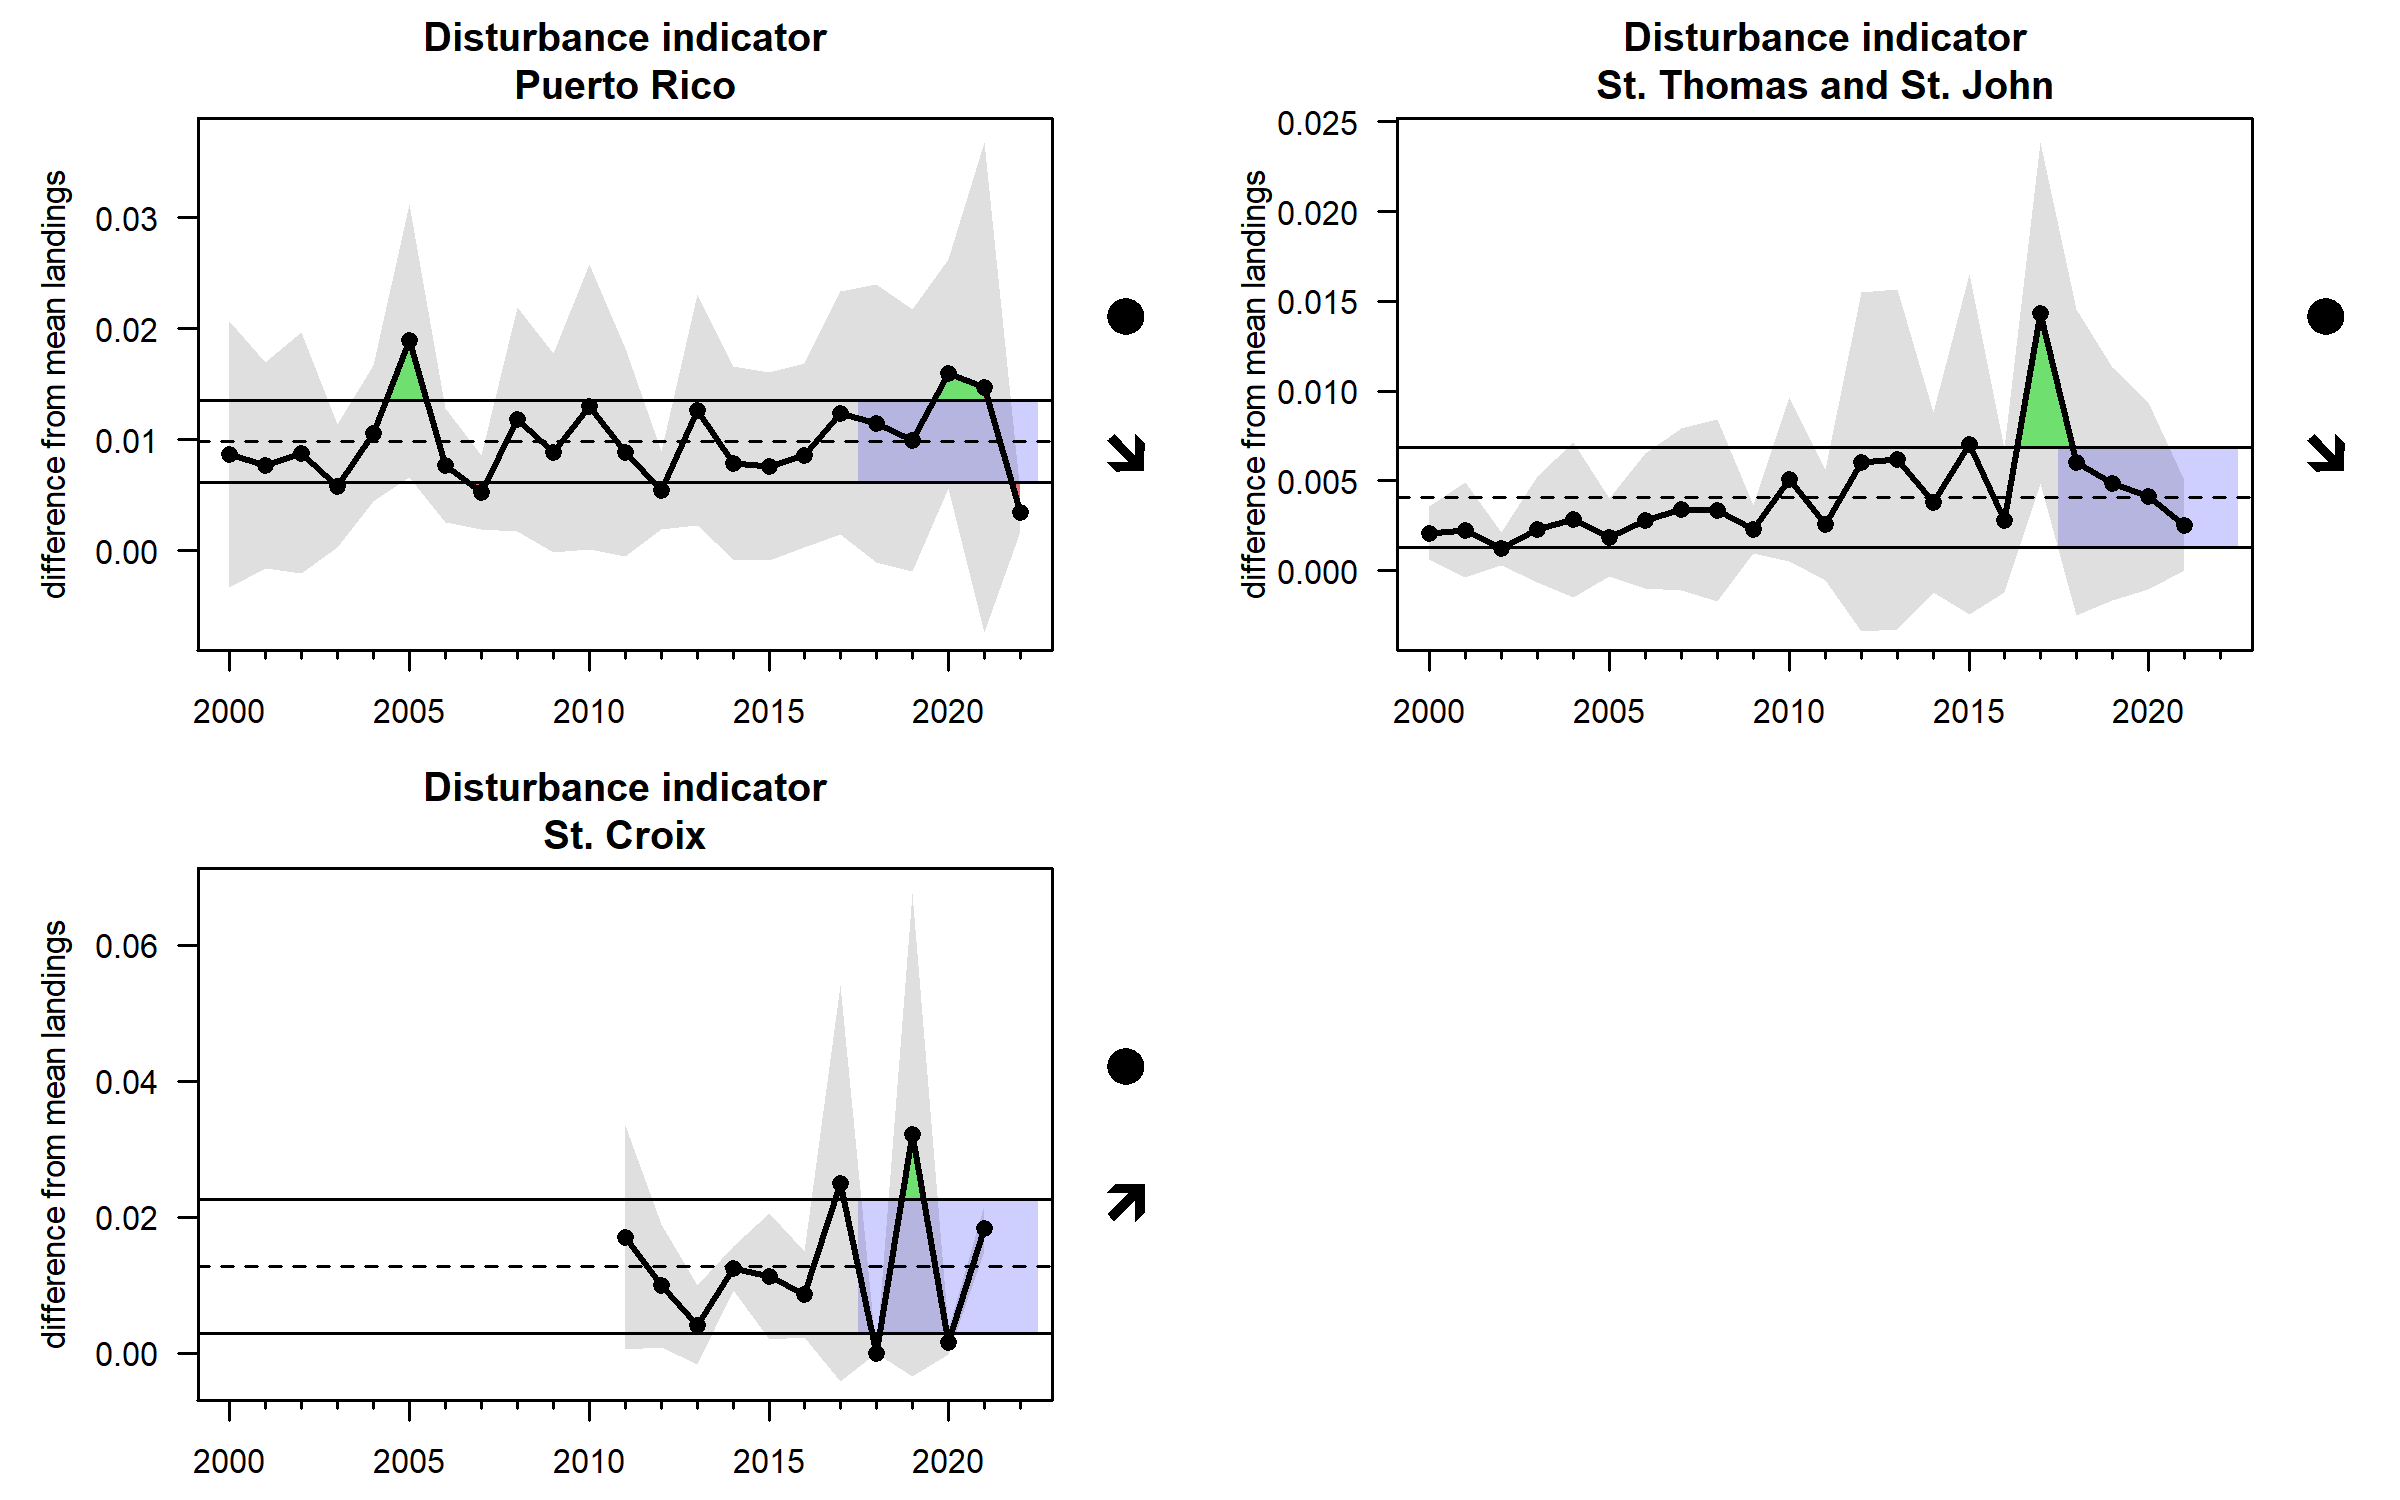 Disturbance indicator
Puerto Rico
difference from mean landings
0.03
0.02
0.01
0.00
2000 2005 2010 2015 2020
Disturbance indicator
St. Thomas and St. John
difference from mean landings
0.025
0.020
0.015
0.010
0.005
0.000
2000 2005 2010 2015 2020
Disturbance indicator
St. Croix
difference from mean landings
0.06
0.04
0.02
0.00
2000 2005 2010 2015 2020